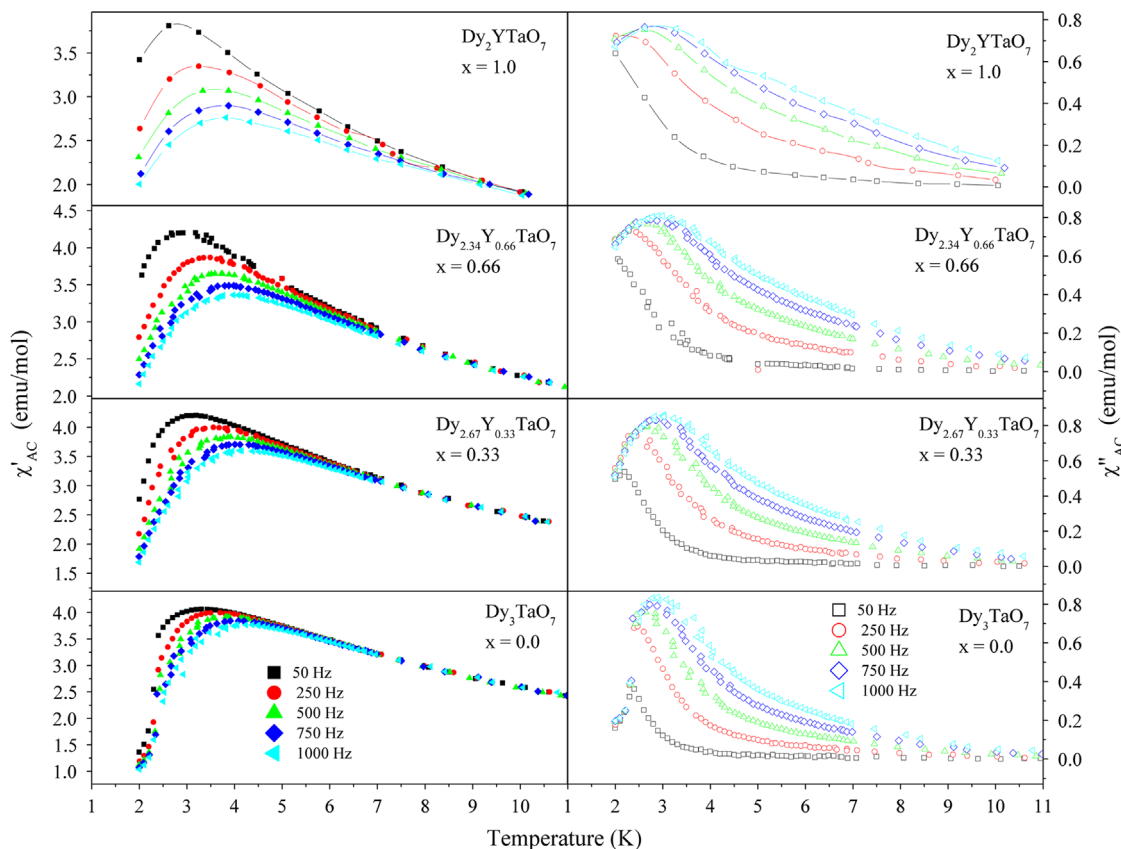 Dy₂YTaO₇
x = 1.0
3.5
3.0
2.5
2.0
Dy₂YTaO₇
x = 1.0
0.8
0.6
0.4
0.2
0.0
Dy₂.₃₄Y₀.₆₆TaO₇
x = 0.66
4.5
4.0
3.5
3.0
2.5
2.0
Dy₂.₃₄Y₀.₆₆TaO₇
x = 0.66
0.8
0.6
0.4
0.2
0.0
χ'AC (emu/mol)
χ''AC (emu/mol)
Dy₂.₆₇Y₀.₃₃TaO₇
x = 0.33
4.0
3.5
3.0
2.5
2.0
1.5
Dy₂.₆₇Y₀.₃₃TaO₇
x = 0.33
0.8
0.6
0.4
0.2
0.0
Dy₃TaO₇
x = 0.0
4.0
3.5
3.0
2.5
2.0
1.5
1.0
50 Hz
250 Hz
500 Hz
750 Hz
1000 Hz
Dy₃TaO₇
x = 0.0
50 Hz
250 Hz
500 Hz
750 Hz
1000 Hz
0.8
0.6
0.4
0.2
0.0
1 2 3 4 5 6 7 8 9 10 1
2 3 4 5 6 7 8 9 10 11
Temperature (K)